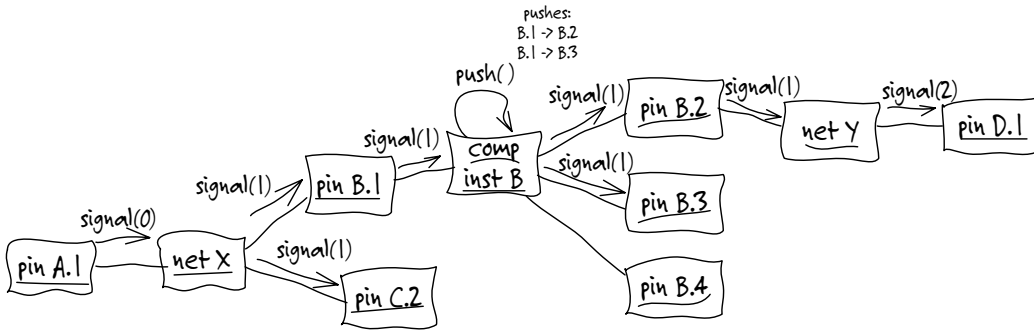 pushes:
B.1 -> B.2
B.1 -> B.3
push()
signal(1)
signal(1)
signal(2)
pin B.2
net Y
pin D.1
signal(1)
comp
inst B
signal(1)
pin B.1
signal(1)
pin B.3
signal(0)
signal(1)
pin A.1
net X
pin C.2
pin B.4